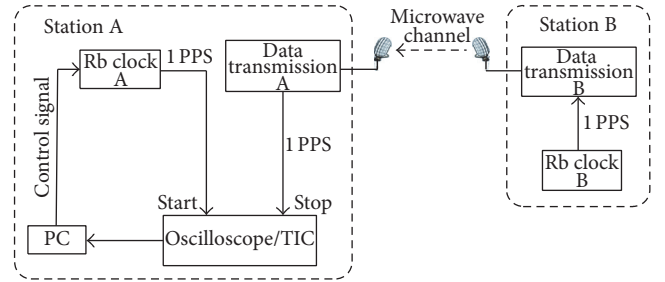 Station A
Rb clock
A
1 PPS
Data
transmission
A
Microwave
channel
Station B
Data
transmission
B
1 PPS
Rb clock
B
Control signal
1 PPS
Start
Stop
PC
Oscilloscope/TIC